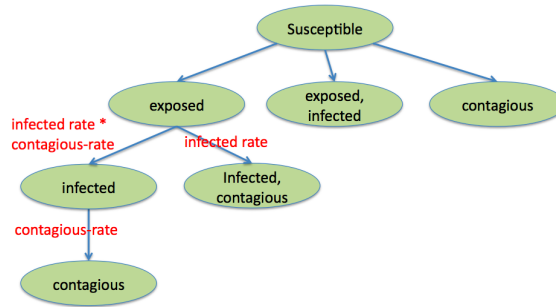 Susceptible
exposed
exposed,
infected
contagious
infected rate *
contagious-rate
infected rate
infected
Infected,
contagious
contagious-rate
contagious